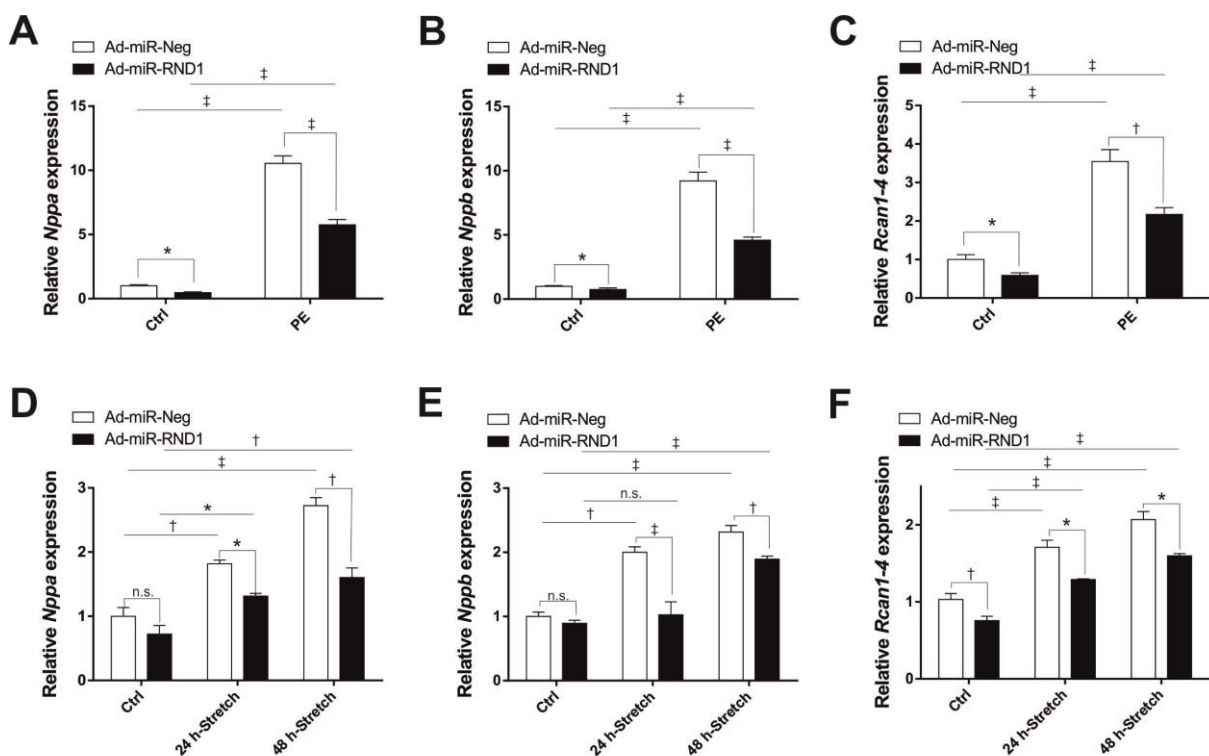 A
Ad-miR-Neg
Ad-miR-RND1
‡
‡
‡
*
Relative Nppa expression
15
10
5
0
Ctrl
PE
B
Ad-miR-Neg
Ad-miR-RND1
‡
‡
‡
*
Relative Nppb expression
15
10
5
0
Ctrl
PE
C
Ad-miR-Neg
Ad-miR-RND1
‡
‡
†
*
Relative Rcan1-4 expression
5
4
3
2
1
0
Ctrl
PE
D
Ad-miR-Neg
Ad-miR-RND1
†
‡
†
*
†
*
n.s.
Relative Nppa expression
3
2
1
0
Ctrl
24 h-Stretch
48 h-Stretch
E
Ad-miR-Neg
Ad-miR-RND1
‡
‡
n.s.
†
†
‡
n.s.
Relative Nppb expression
3
2
1
0
Ctrl
24 h-Stretch
48 h-Stretch
F
Ad-miR-Neg
Ad-miR-RND1
‡
‡
‡
‡
*
*
†
Relative Rcan1-4 expression
2
1
0
Ctrl
24 h-Stretch
48 h-Stretch